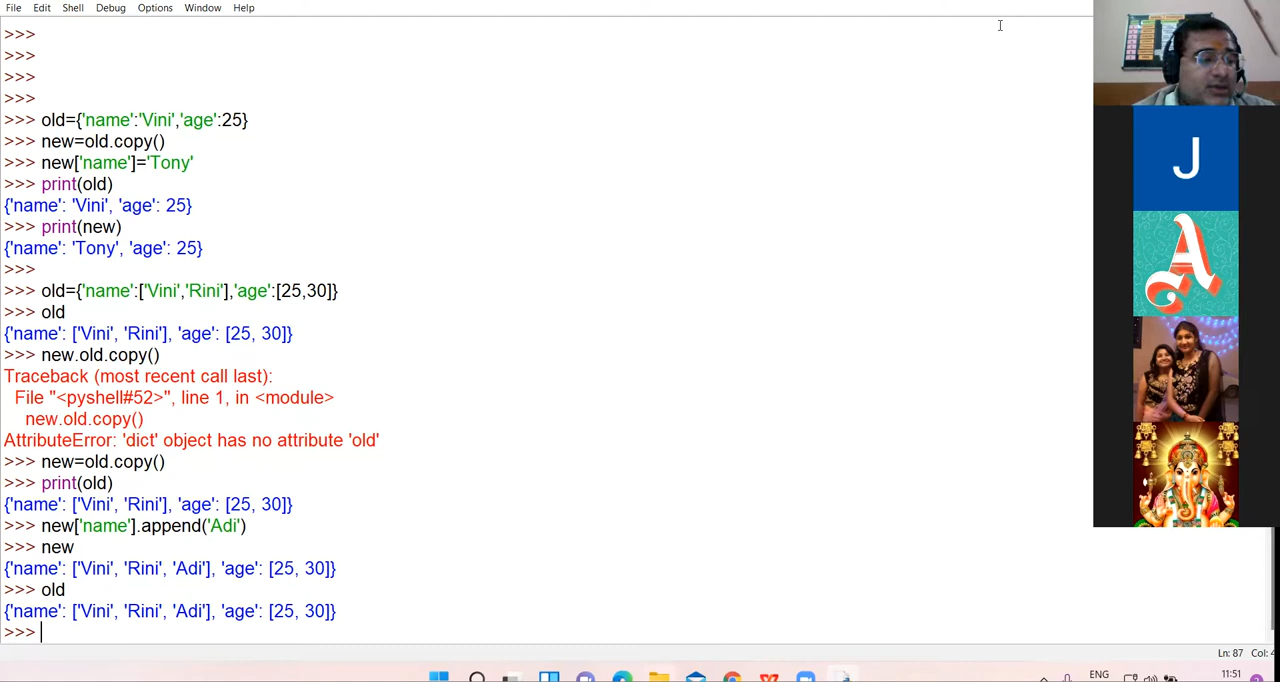 File Edit Shell Debug Options Window Help
>>>
>>>
>>>
>>>
>>> old={'name':'Vini','age':25}
>>> new=old.copy()
>>> new['name']='Tony'
>>> print(old)
{'name': 'Vini', 'age': 25}
>>> print(new)
{'name': 'Tony', 'age': 25}
>>>
>>> old={'name':['Vini','Rini'],'age':[25,30]}
>>> old
{'name': ['Vini', 'Rini'], 'age': [25, 30]}
>>> new.old.copy()
Traceback (most recent call last):
File "<pyshell#52>", line 1, in <module>
new.old.copy()
AttributeError: 'dict' object has no attribute 'old'
>>> new=old.copy()
>>> print(old)
{'name': ['Vini', 'Rini'], 'age': [25, 30]}
>>> new['name'].append('Adi')
>>> new
{'name': ['Vini', 'Rini', 'Adi'], 'age': [25, 30]}
>>> old
{'name': ['Vini', 'Rini', 'Adi'], 'age': [25, 30]}
>>>
J
A
Ln: 87 Col:
ENG
11:51